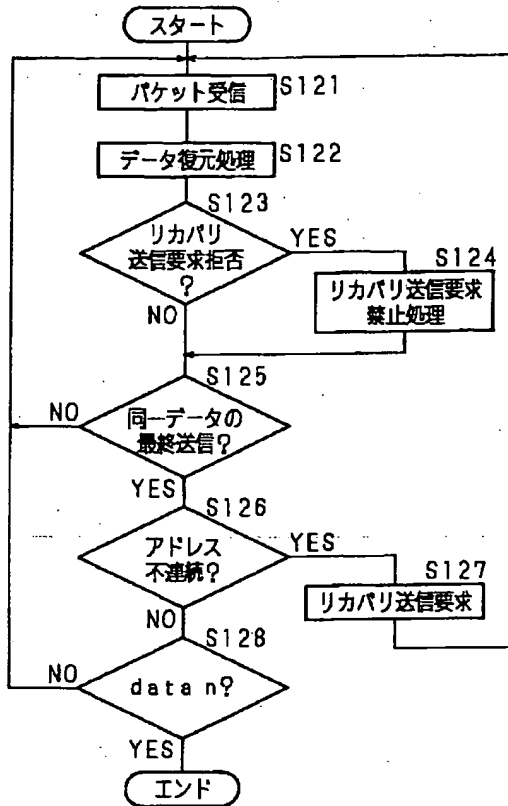 スタート
パケット受信
S121
データ復元処理
S122
S123
リカバリ
送信要求拒否
?
YES
NO
S124
リカバリ送信要求
禁止処理
S125
同一データの
最終送信?
NO
YES
S126
アドレス
不連続?
YES
NO
S127
リカバリ送信要求
S128
data n?
NO
YES
エンド